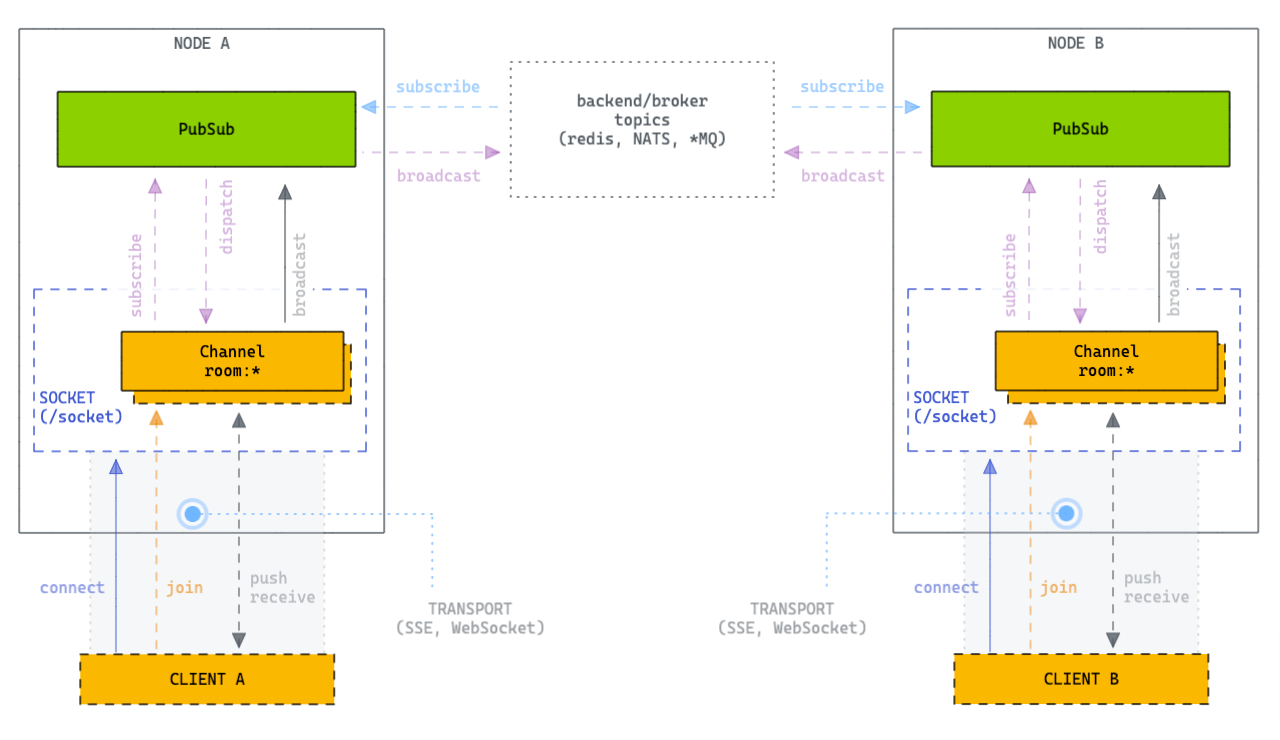 NODE A
NODE B
subscribe
subscribe
backend/broker
topics
(redis, NATS, *MQ)
PubSub
PubSub
broadcast
broadcast
subscribe
dispatch
broadcast
subscribe
dispatch
broadcast
Channel
room:*
Channel
room:*
SOCKET
(/socket)
SOCKET
(/socket)
connect
join
push
receive
connect
join
push
receive
TRANSPORT
(SSE, WebSocket)
TRANSPORT
(SSE, WebSocket)
CLIENT A
CLIENT B